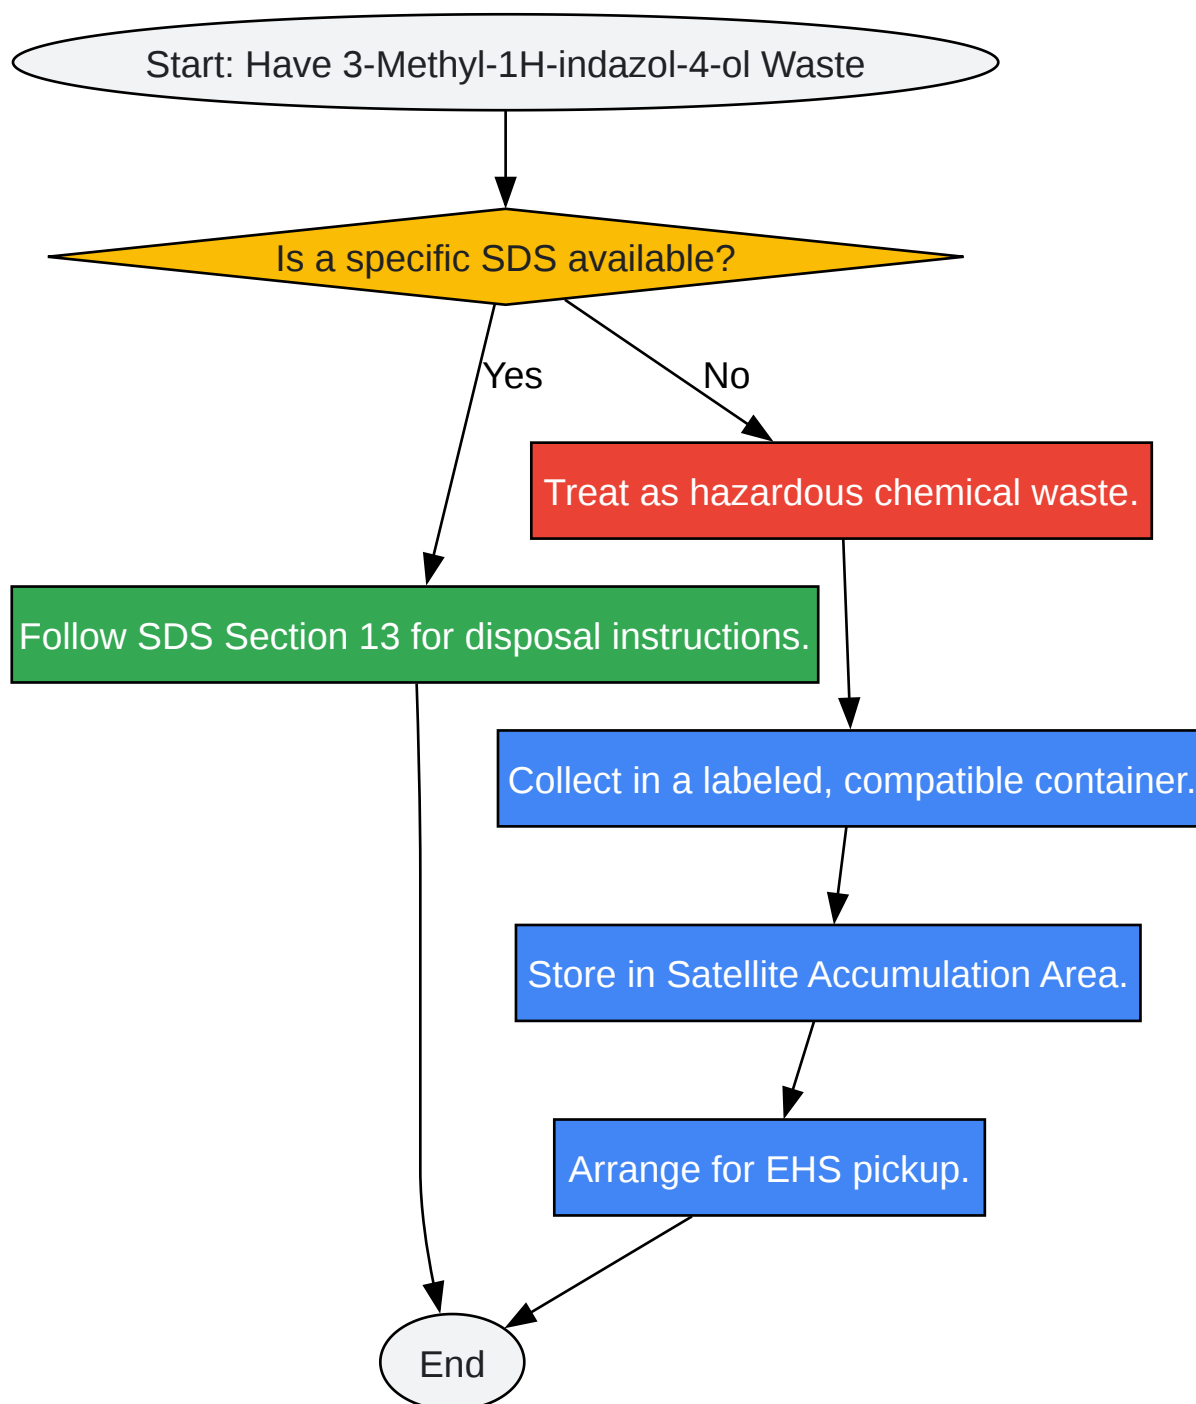 Start: Have 3-Methyl-1H-indazol-4-ol Waste
Is a specific SDS available?
Yes
No
Treat as hazardous chemical waste.
Follow SDS Section 13 for disposal instructions.
Collect in a labeled, compatible container.
Store in Satellite Accumulation Area.
Arrange for EHS pickup.
End